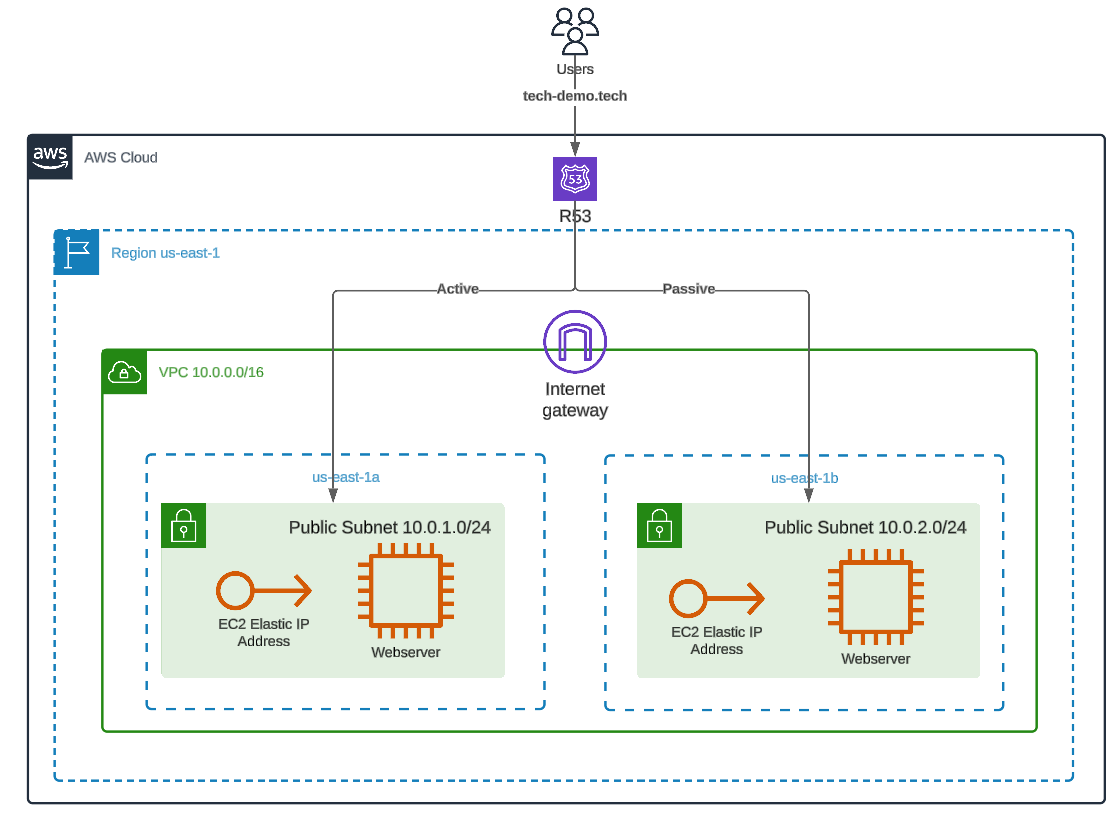 Users
tech-demo.tech
aws
AWS Cloud
53
R53
Region us-east-1
Active
Passive
VPC 10.0.0.0/16
Internet
gateway
us-east-1a
us-east-1b
Public Subnet 10.0.1.0/24
Public Subnet 10.0.2.0/24
EC2 Elastic IP
Address
Webserver
EC2 Elastic IP
Address
Webserver